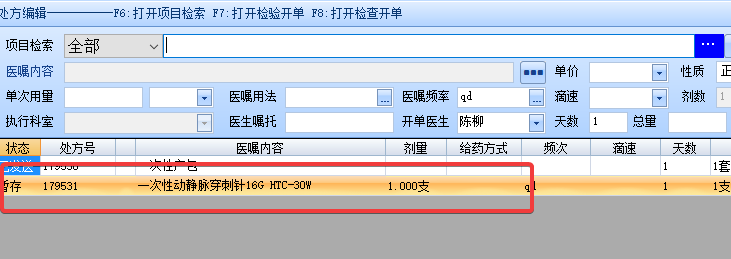 处方编辑——————F6:打开项目检索 F7:打开检验开单 F8:打开检查开单
项目检索 全部 ...
医嘱内容 ... 单价 性质 正
单次用量 医嘱用法 ... 医嘱频率 qd ... 滴速 剂数 1
执行科室 医生嘱托 开单医生 陈柳 天数 1 总量
状态 处方号 医嘱内容 剂量 给药方式 频次 滴速 天数
已发送 一次性产包 1 1套
暂存 179531 一次性动静脉穿刺针16G HTC-30W 1.000支 qd 1 1支